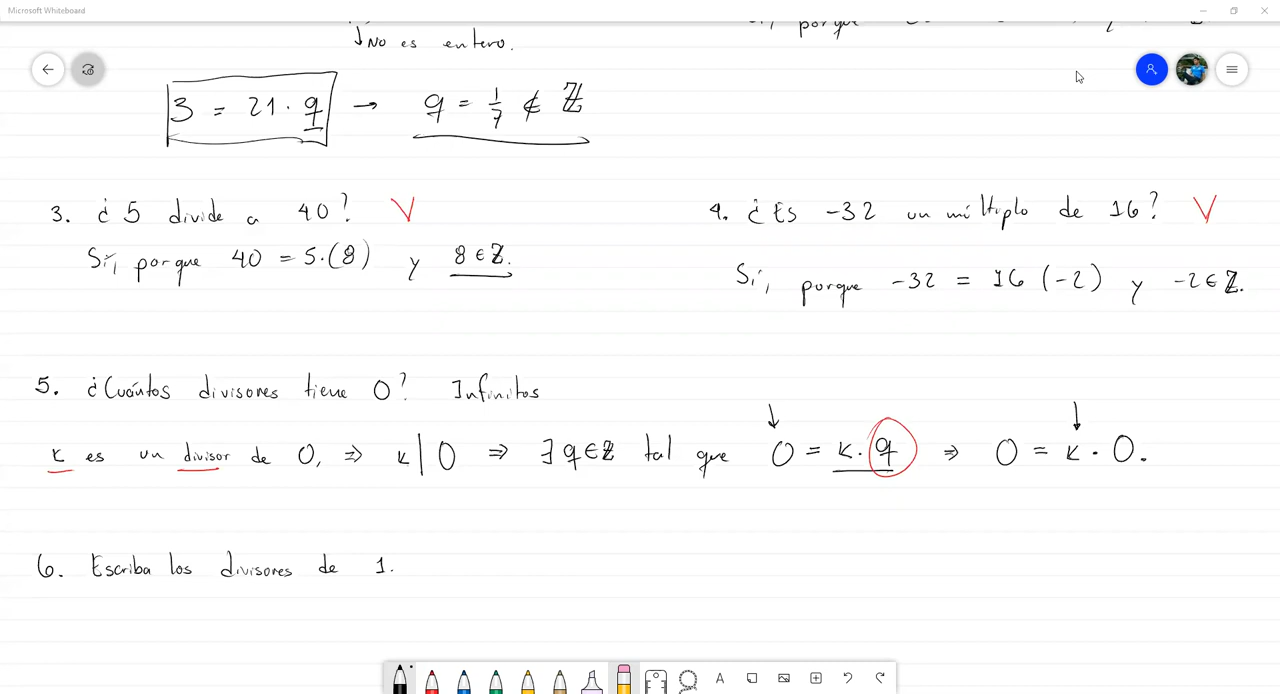 Microsoft Whiteboard
porque
↓ No es entero.
3 = 21 · q → q = 1/7 ∉ ℤ
3. ¿ 5 divide a 40? V
Sí, porque 40 = 5·(8) y 8 ∈ ℤ.
4. ¿Es -32 un múltiplo de 16? V
Sí, porque -32 = 16 (-2) y -2 ∈ ℤ.
5. ¿Cuántos divisores tiene 0? Infinitos
k es un divisor de 0, ⇒ k | 0 ⇒ ∃ q ∈ ℤ tal que 0 = k · q ⇒ 0 = k · 0.
6. Escriba los divisores de 1.
A